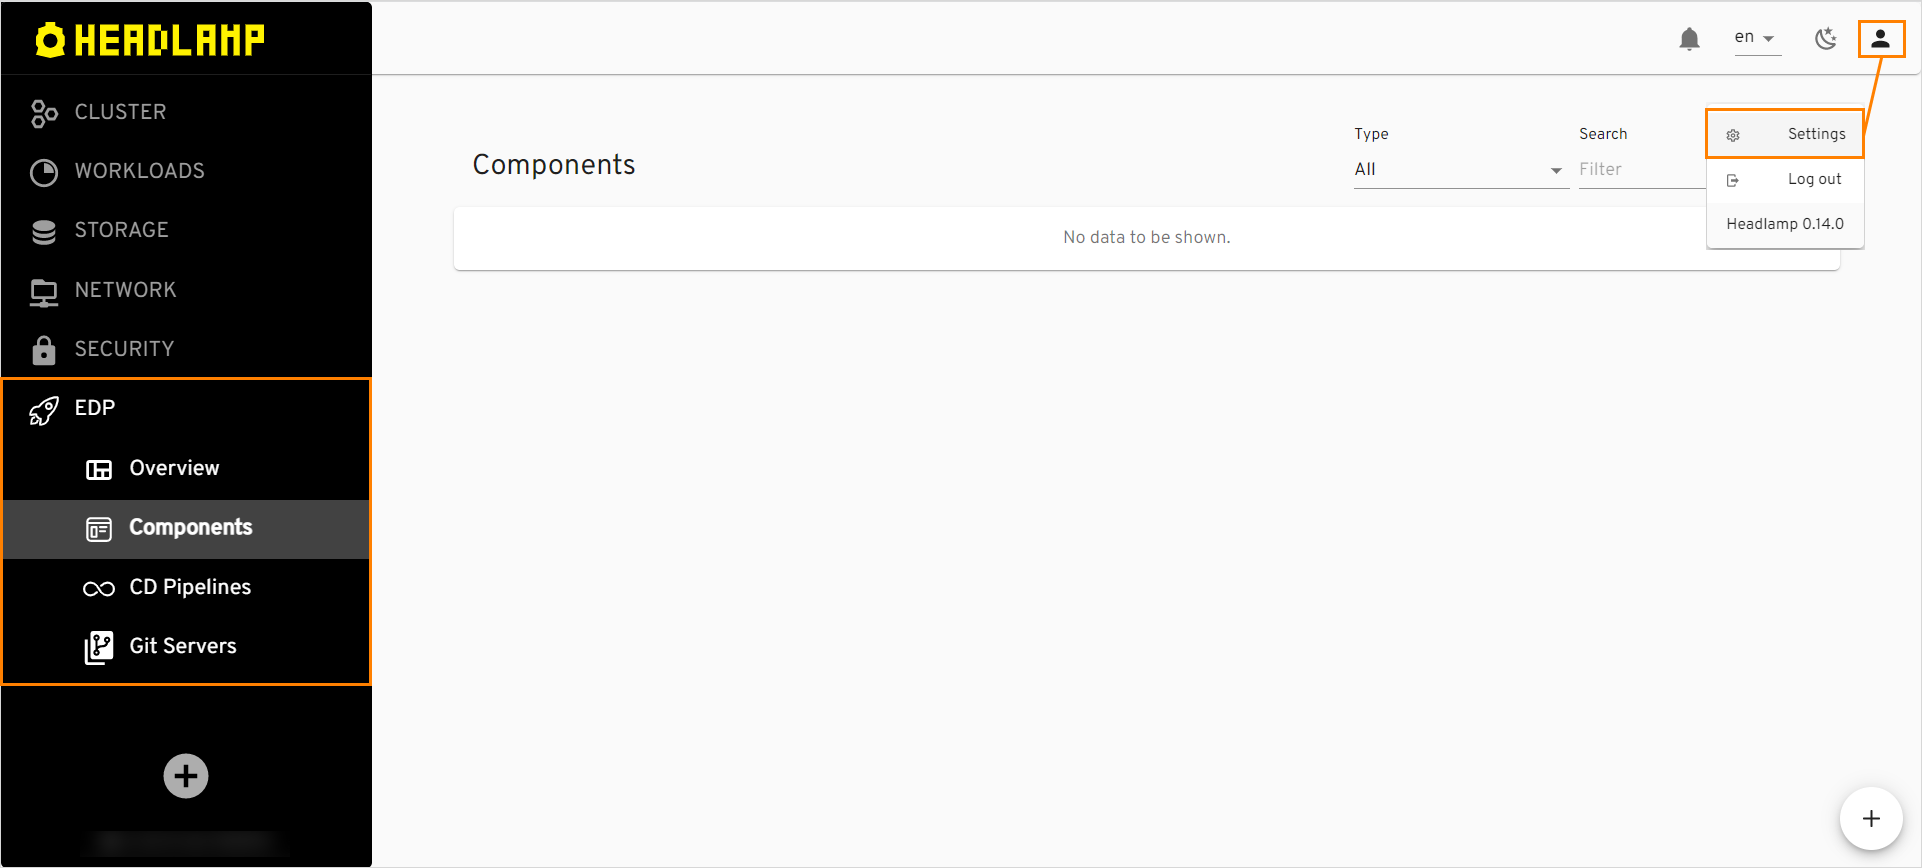 HEADLAMP
en
CLUSTER
WORKLOADS
STORAGE
NETWORK
SECURITY
EDP
Overview
Components
CD Pipelines
Git Servers
Components
Type
All
Search
Filter
No data to be shown.
Settings
Log out
Headlamp 0.14.0